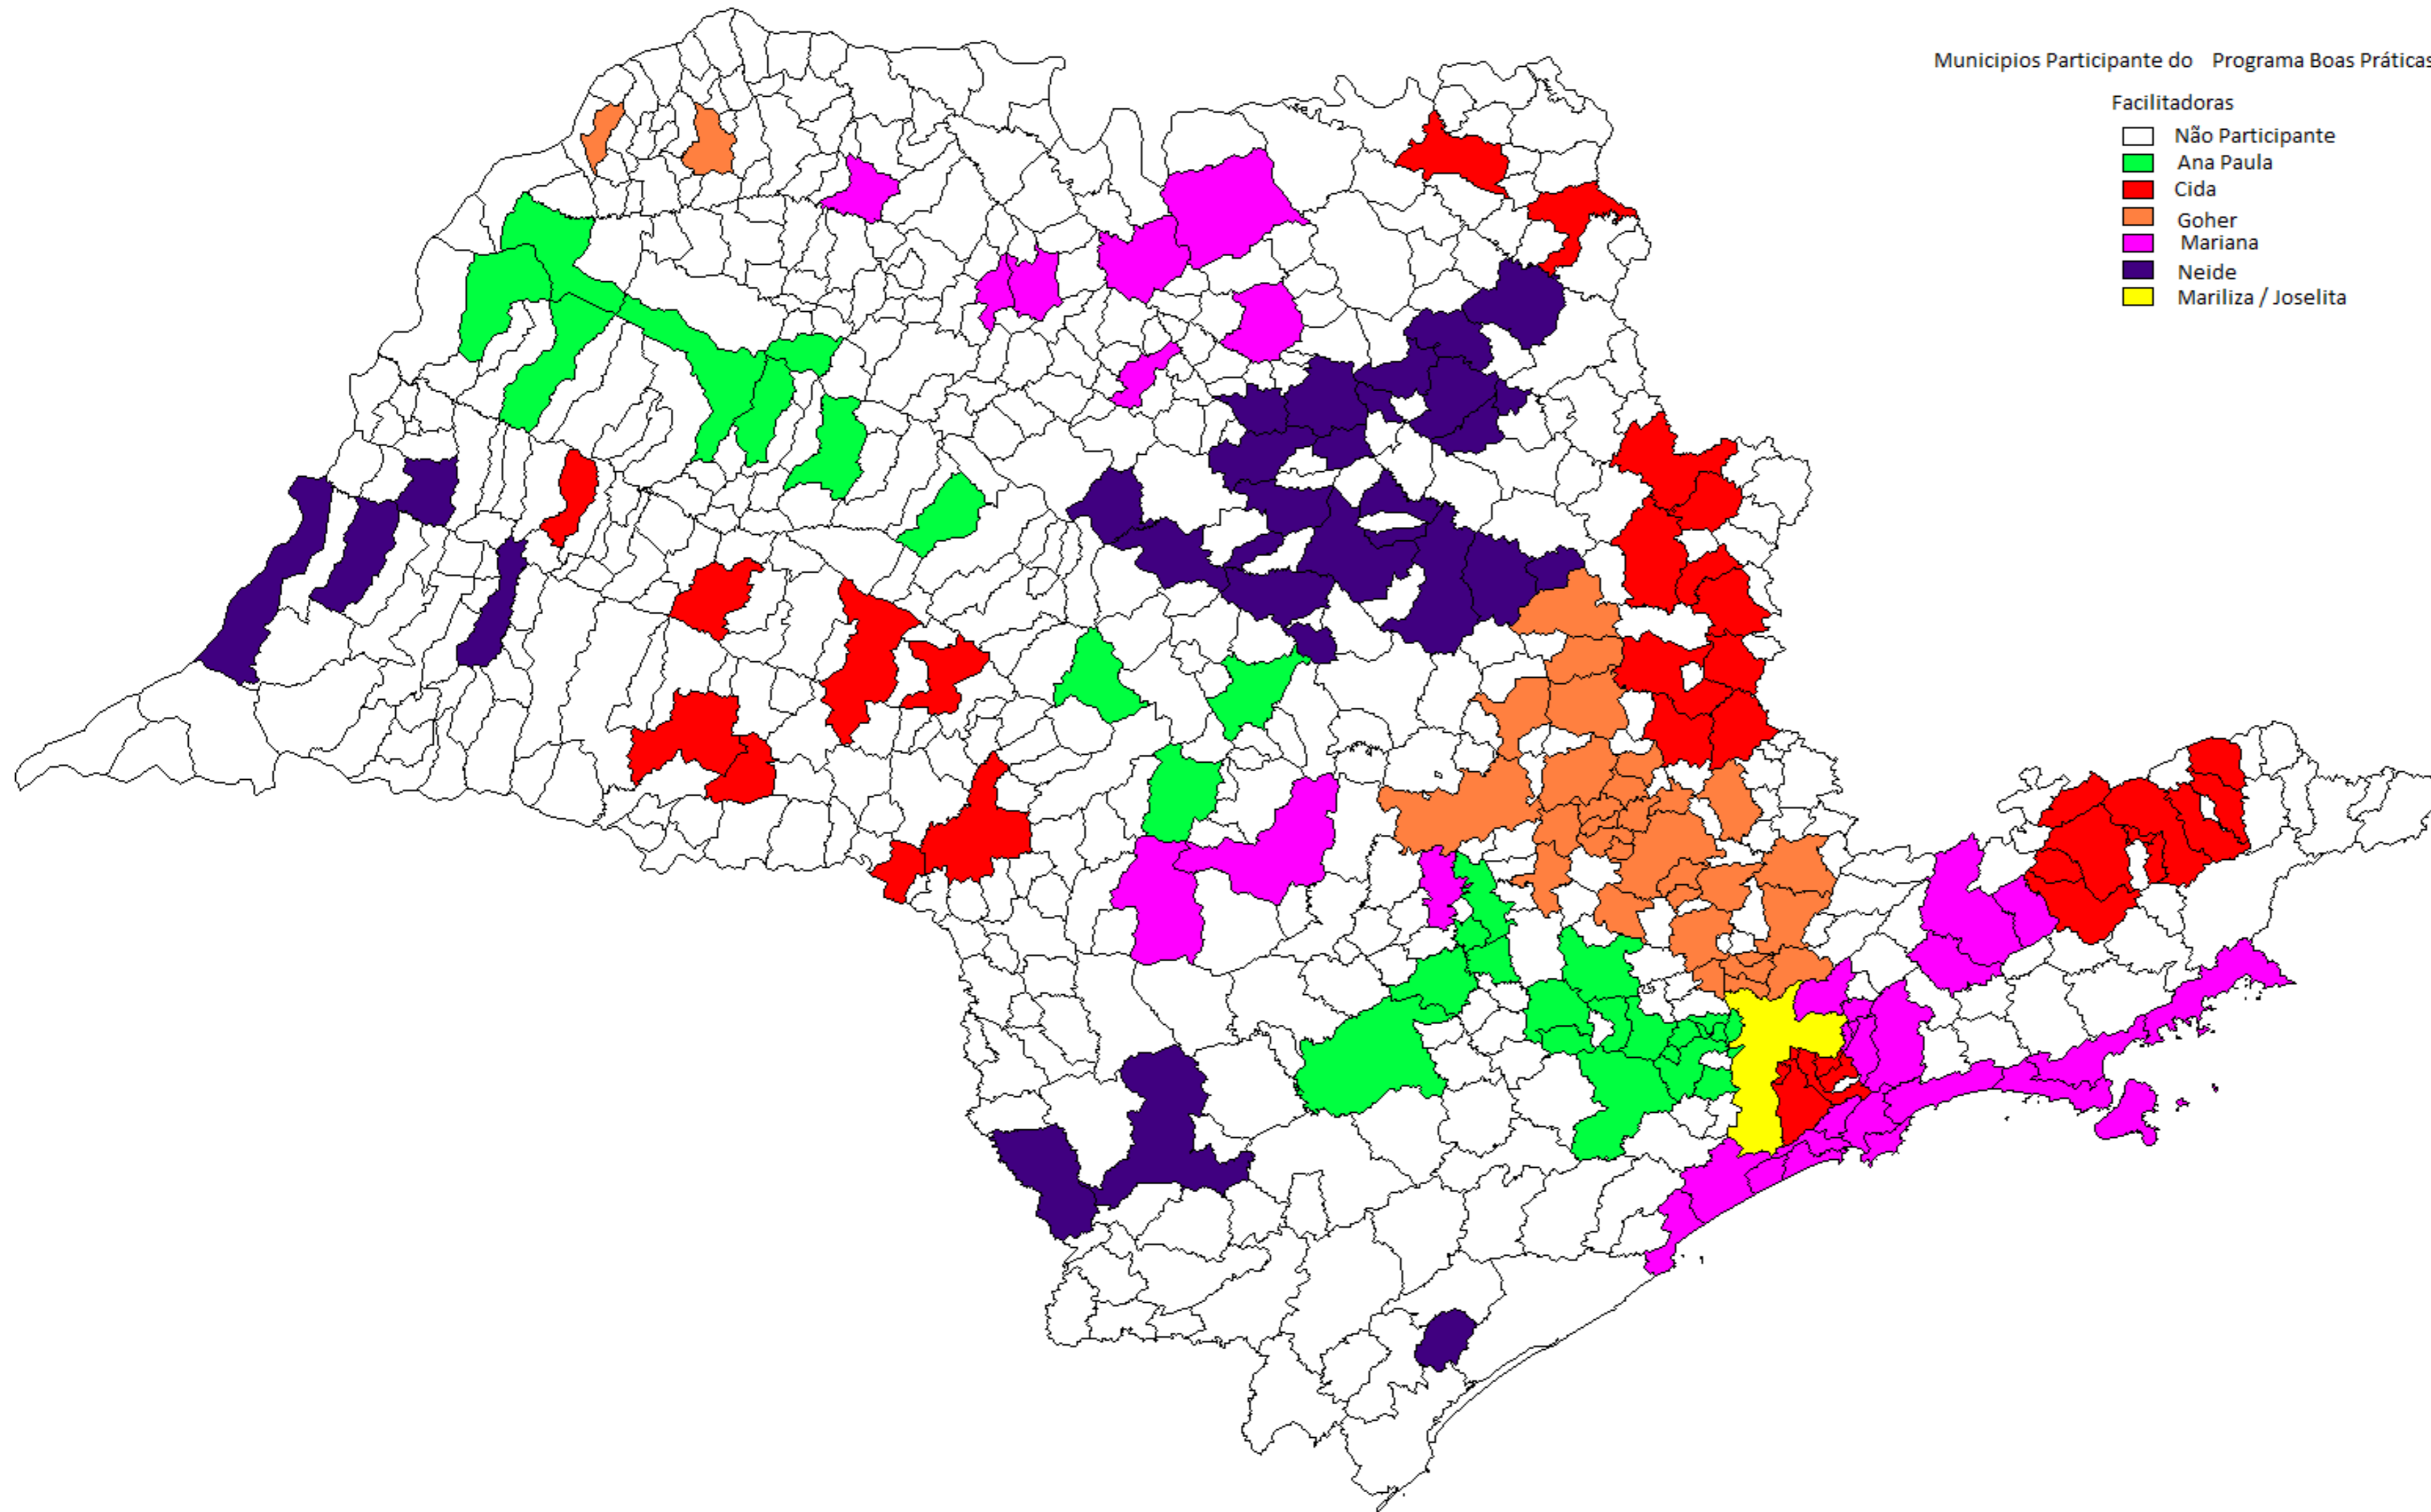 Municipios Participante do Programa Boas Práticas
Facilitadoras
Não Participante
Ana Paula
Cida
Goher
Mariana
Neide
Mariliza / Joselita